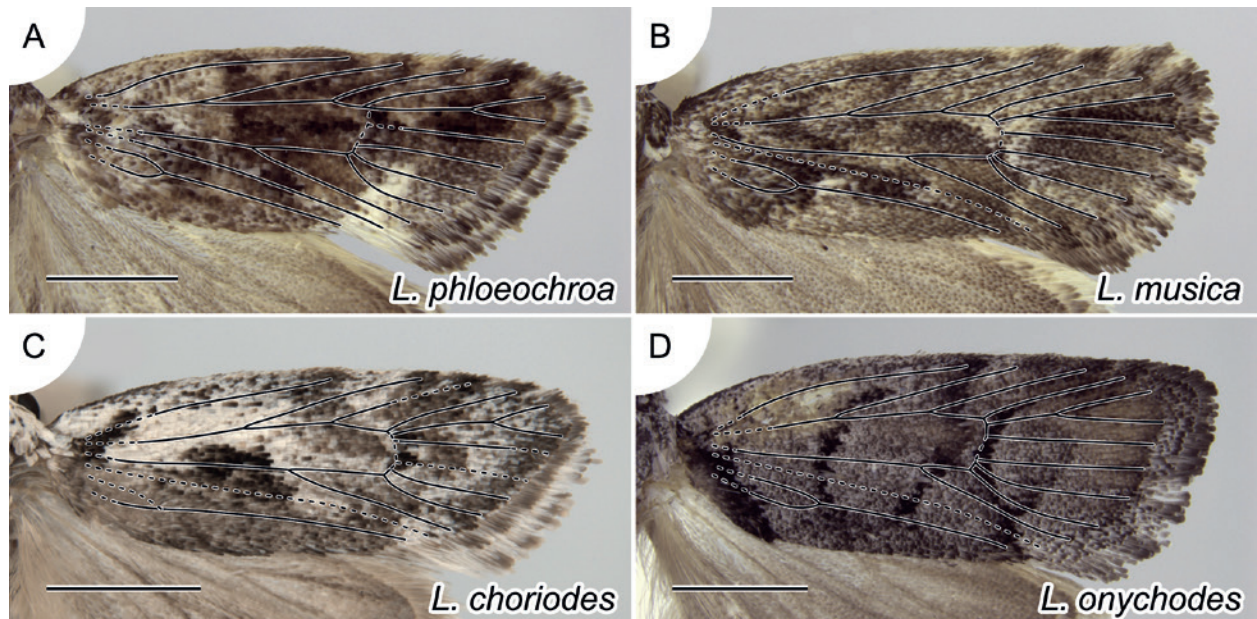 A
L. phloeochroa
B
L. musica
C
L. choriodes
D
L. onychodes